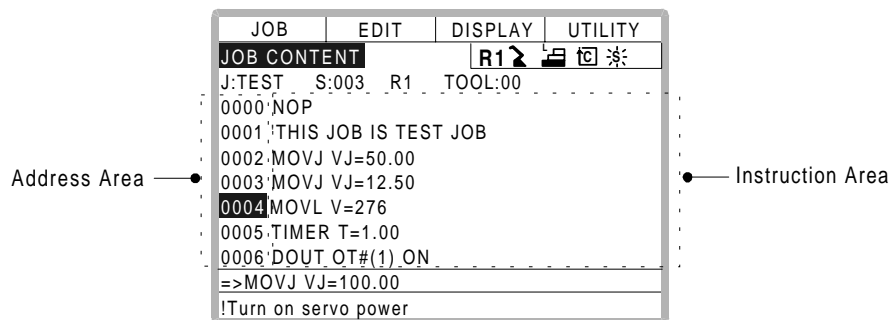 JOB EDIT DISPLAY UTILITY
JOB CONTENT R1 L C S
J:TEST S:003 R1 TOOL:00
0000 NOP
0001 'THIS JOB IS TEST JOB
0002 MOVJ VJ=50.00
0003 MOVJ VJ=12.50
Address Area
Instruction Area
0004 MOVL V=276
0005 TIMER T=1.00
0006 DOUT OT#(1) ON
=>MOVJ VJ=100.00
!Turn on servo power